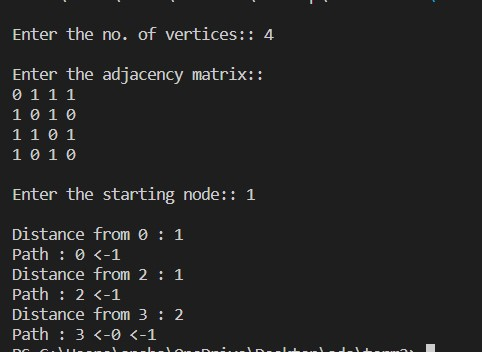 Enter the no. of vertices:: 4
Enter the adjacency matrix::
0 1 1 1
1 0 1 0
1 1 0 1
1 0 1 0
Enter the starting node:: 1
Distance from 0 : 1
Path : 0 <-1
Distance from 2 : 1
Path : 2 <-1
Distance from 3 : 2
Path : 3 <-0 <-1